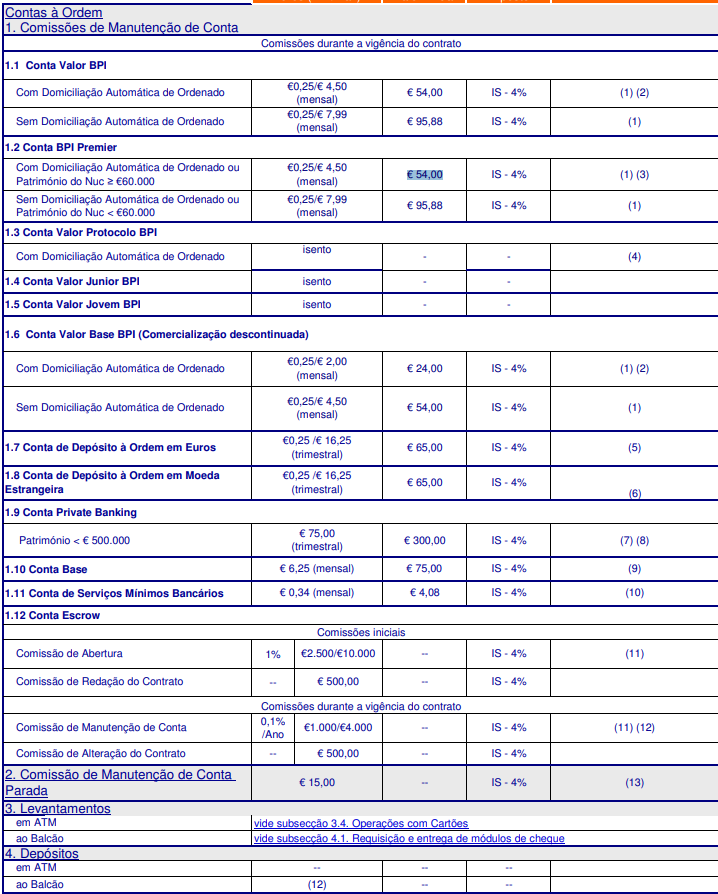 Contas à Ordem
1. Comissões de Manutenção de Conta
Comissões durante a vigência do contrato
1.1 Conta Valor BPI
Com Domiciliação Automática de Ordenado €0,25/€ 4,50 (mensal) € 54,00 IS - 4% (1) (2)
Sem Domiciliação Automática de Ordenado €0,25/€ 7,99 (mensal) € 95,88 IS - 4% (1)
1.2 Conta BPI Premier
Com Domiciliação Automática de Ordenado ou Património do Nuc ≥ €60.000 €0,25/€ 4,50 (mensal) € 54,00 IS - 4% (1) (3)
Sem Domiciliação Automática de Ordenado ou Património do Nuc < €60.000 €0,25/€ 7,99 (mensal) € 95,88 IS - 4% (1)
1.3 Conta Valor Protocolo BPI
Com Domiciliação Automática de Ordenado isento - - (4)
1.4 Conta Valor Junior BPI isento - -
1.5 Conta Valor Jovem BPI isento - -
1.6 Conta Valor Base BPI (Comercialização descontinuada)
Com Domiciliação Automática de Ordenado €0,25/€ 2,00 (mensal) € 24,00 IS - 4% (1) (2)
Sem Domiciliação Automática de Ordenado €0,25/€ 4,50 (mensal) € 54,00 IS - 4% (1)
1.7 Conta de Depósito à Ordem em Euros €0,25 /€ 16,25 (trimestral) € 65,00 IS - 4% (5)
1.8 Conta de Depósito à Ordem em Moeda Estrangeira €0,25 /€ 16,25 (trimestral) € 65,00 IS - 4% (6)
1.9 Conta Private Banking
Património < € 500.000 € 75,00 (trimestral) € 300,00 IS - 4% (7) (8)
1.10 Conta Base € 6,25 (mensal) € 75,00 IS - 4% (9)
1.11 Conta de Serviços Mínimos Bancários € 0,34 (mensal) € 4,08 IS - 4% (10)
1.12 Conta Escrow
Comissões iniciais
Comissão de Abertura 1% €2.500/€10.000 -- IS - 4% (11)
Comissão de Redação do Contrato -- € 500,00 -- IS - 4%
Comissões durante a vigência do contrato
Comissão de Manutenção de Conta 0,1% /Ano €1.000/€4.000 -- IS - 4% (11) (12)
Comissão de Alteração do Contrato -- € 500,00 -- IS - 4%
2. Comissão de Manutenção de Conta Parada € 15,00 -- IS - 4% (13)
3. Levantamentos
em ATM vide subsecção 3.4. Operações com Cartões
ao Balcão vide subsecção 4.1. Requisição e entrega de módulos de cheque
4. Depósitos
em ATM -- -- --
ao Balcão (12) -- --